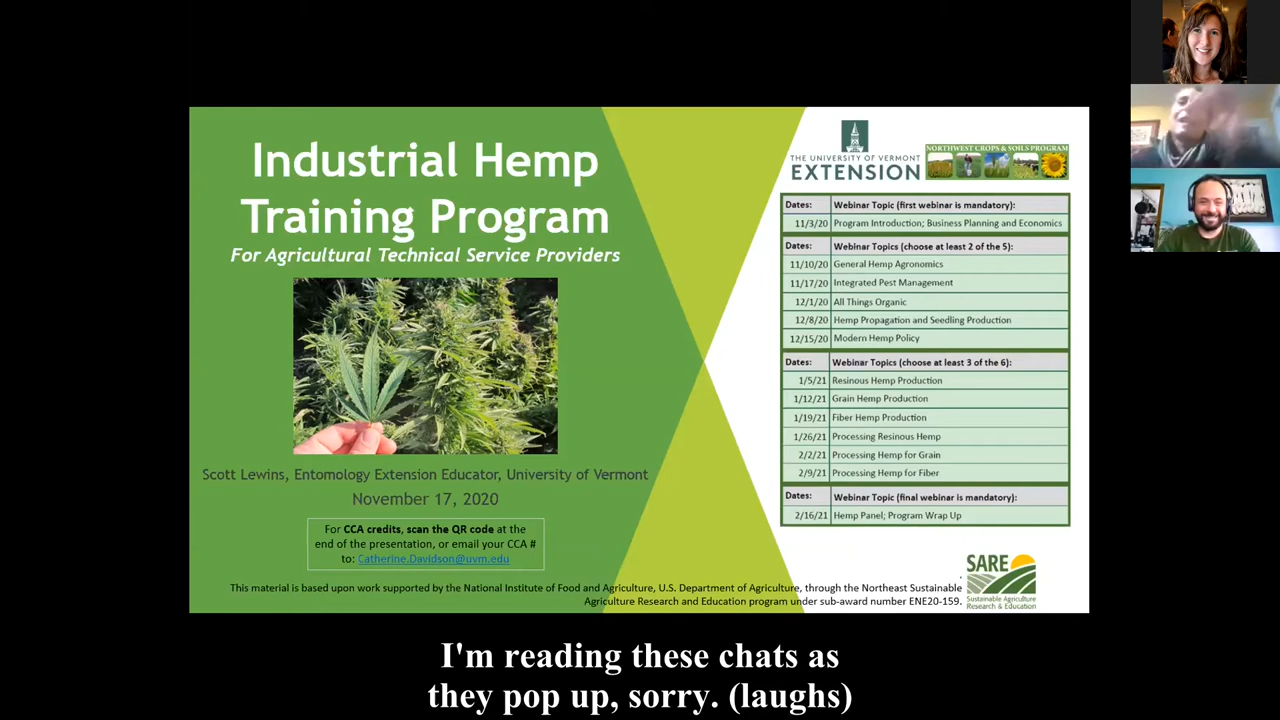 Industrial Hemp
Training Program
For Agricultural Technical Service Providers
Scott Lewins, Entomology Extension Educator, University of Vermont
November 17, 2020
For CCA credits, scan the QR code at the
end of the presentation, or email your CCA #
to: Catherine.Davidson@uvm.edu
This material is based upon work supported by the National Institute of Food and Agriculture, U.S. Department of Agriculture, through the Northeast Sustainable
Agriculture Research and Education program under sub-award number ENE20-159.
THE UNIVERSITY OF VERMONT
EXTENSION
NORTHWEST CROPS & SOILS PROGRAM
Dates: Webinar Topic (first webinar is mandatory):
11/3/20 Program Introduction; Business Planning and Economics
Dates: Webinar Topics (choose at least 2 of the 5):
11/10/20 General Hemp Agronomics
11/17/20 Integrated Pest Management
12/1/20 All Things Organic
12/8/20 Hemp Propagation and Seedling Production
12/15/20 Modern Hemp Policy
Dates: Webinar Topics (choose at least 3 of the 6):
1/5/21 Resinous Hemp Production
1/12/21 Grain Hemp Production
1/19/21 Fiber Hemp Production
1/26/21 Processing Resinous Hemp
2/2/21 Processing Hemp for Grain
2/9/21 Processing Hemp for Fiber
Dates: Webinar Topic (final webinar is mandatory):
2/16/21 Hemp Panel; Program Wrap Up
SARE
Sustainable Agriculture
Research & Education
I'm reading these chats as
they pop up, sorry. (laughs)